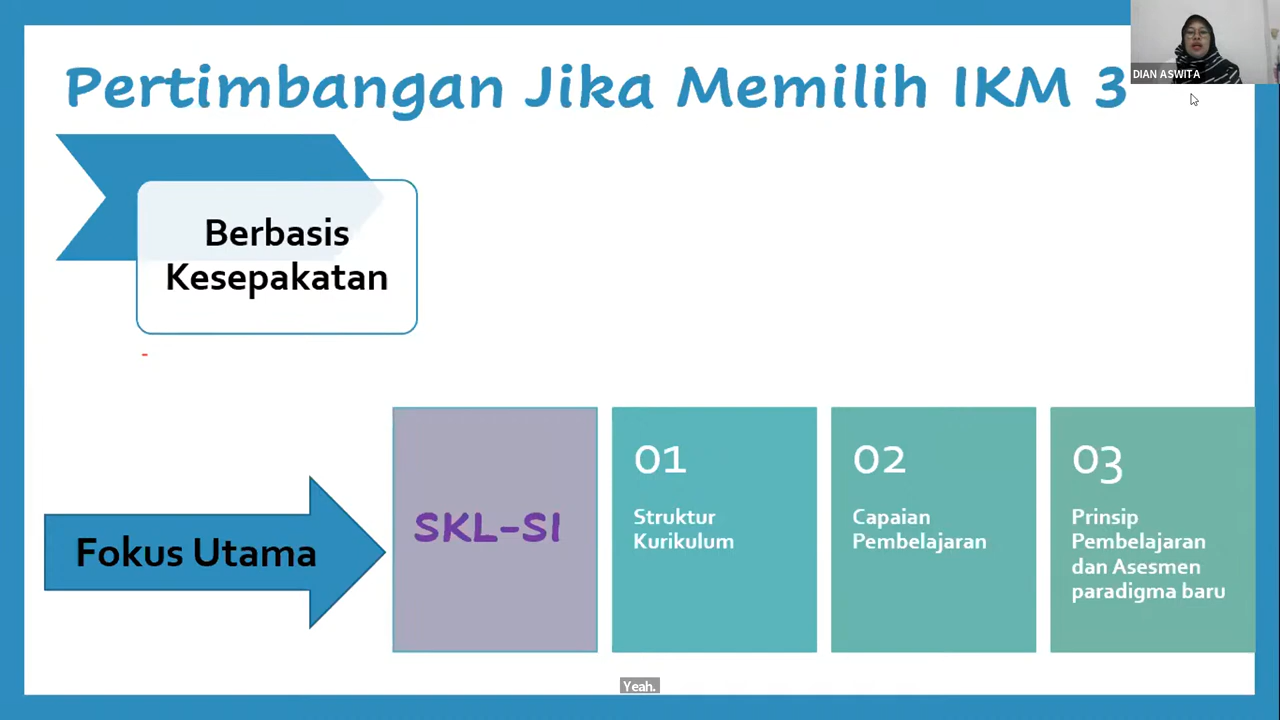 Pertimbangan Jika Memilih IKM 3
DIAN ASWITA
Berbasis
Kesepakatan
-
Fokus Utama
SKL-SI
01
Struktur
Kurikulum
02
Capaian
Pembelajaran
03
Prinsip
Pembelajaran
dan Asesmen
paradigma baru
Yeah.